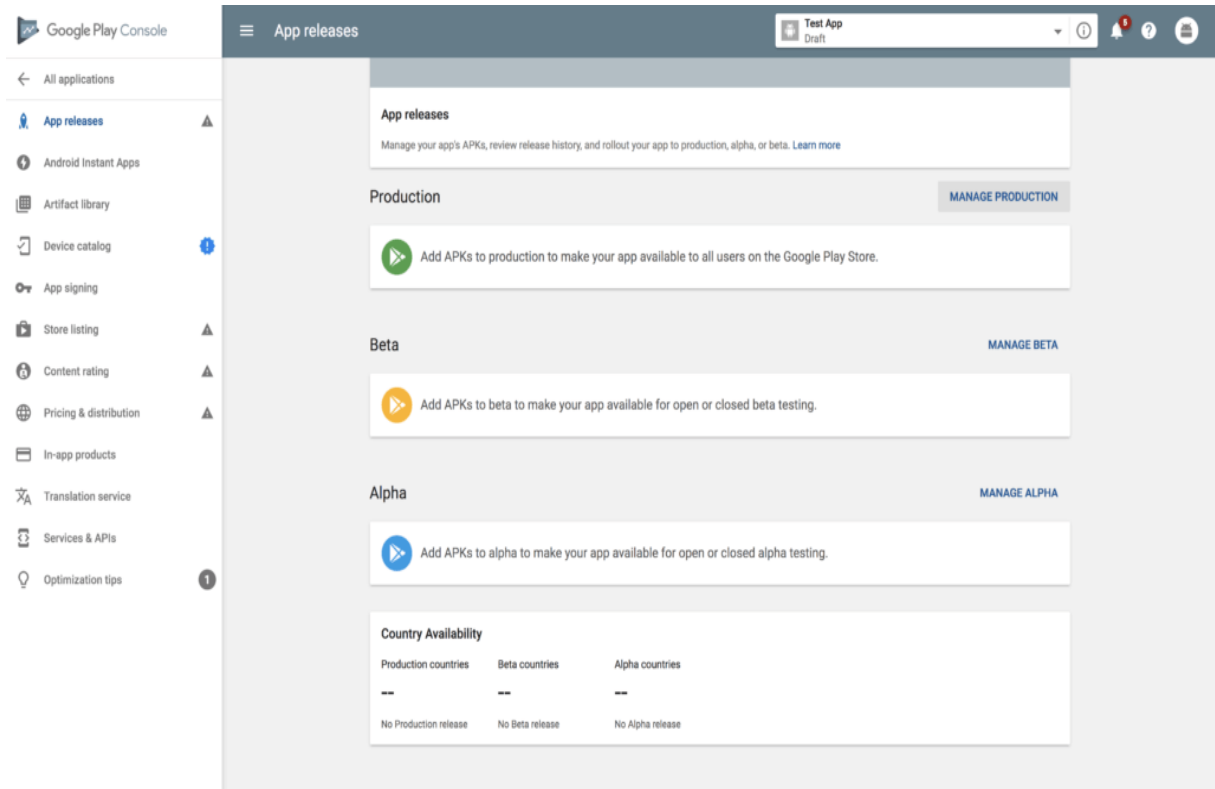 Google Play Console
App releases
Test App
Draft
5
All applications
App releases
Android Instant Apps
Artifact library
Device catalog
App signing
Store listing
Content rating
Pricing & distribution
In-app products
Translation service
Services & APIs
Optimization tips 1
App releases
Manage your app's APKs, review release history, and rollout your app to production, alpha, or beta. Learn more
Production MANAGE PRODUCTION
Add APKs to production to make your app available to all users on the Google Play Store.
Beta MANAGE BETA
Add APKs to beta to make your app available for open or closed beta testing.
Alpha MANAGE ALPHA
Add APKs to alpha to make your app available for open or closed alpha testing.
Country Availability
Production countries Beta countries Alpha countries
-- -- --
No Production release No Beta release No Alpha release